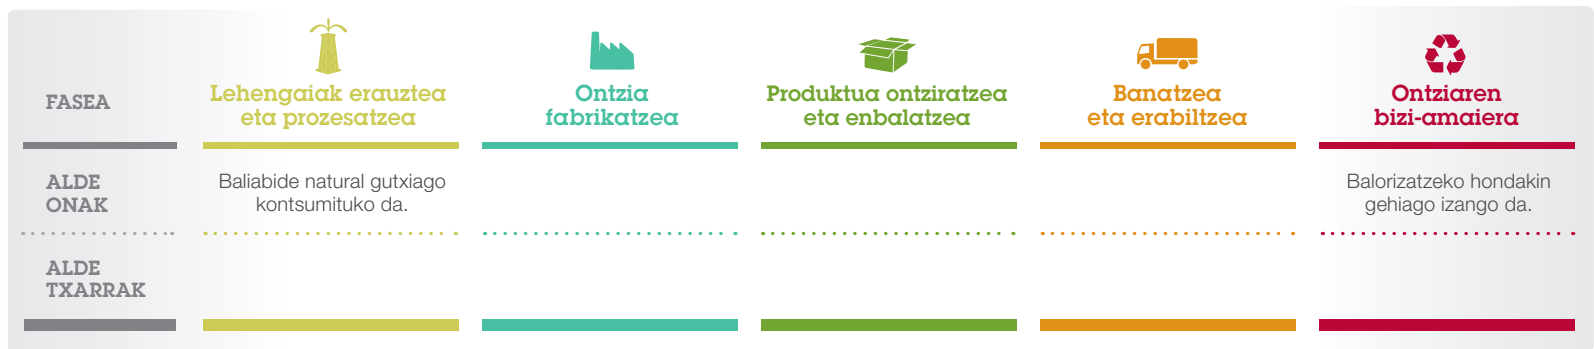 FASEA
Lehengaiak erauztea
eta prozesatzea
Ontzia
fabrikatzea
Produktua ontziratzea
eta enbalatzea
Banatzea
eta erabiltzea
Ontziaren
bizi-amaiera
ALDE
ONAK
Baliabide natural gutxiago
kontsumituko da.
Balorizatzeko hondakin
gehiago izango da.
ALDE
TXARRAK